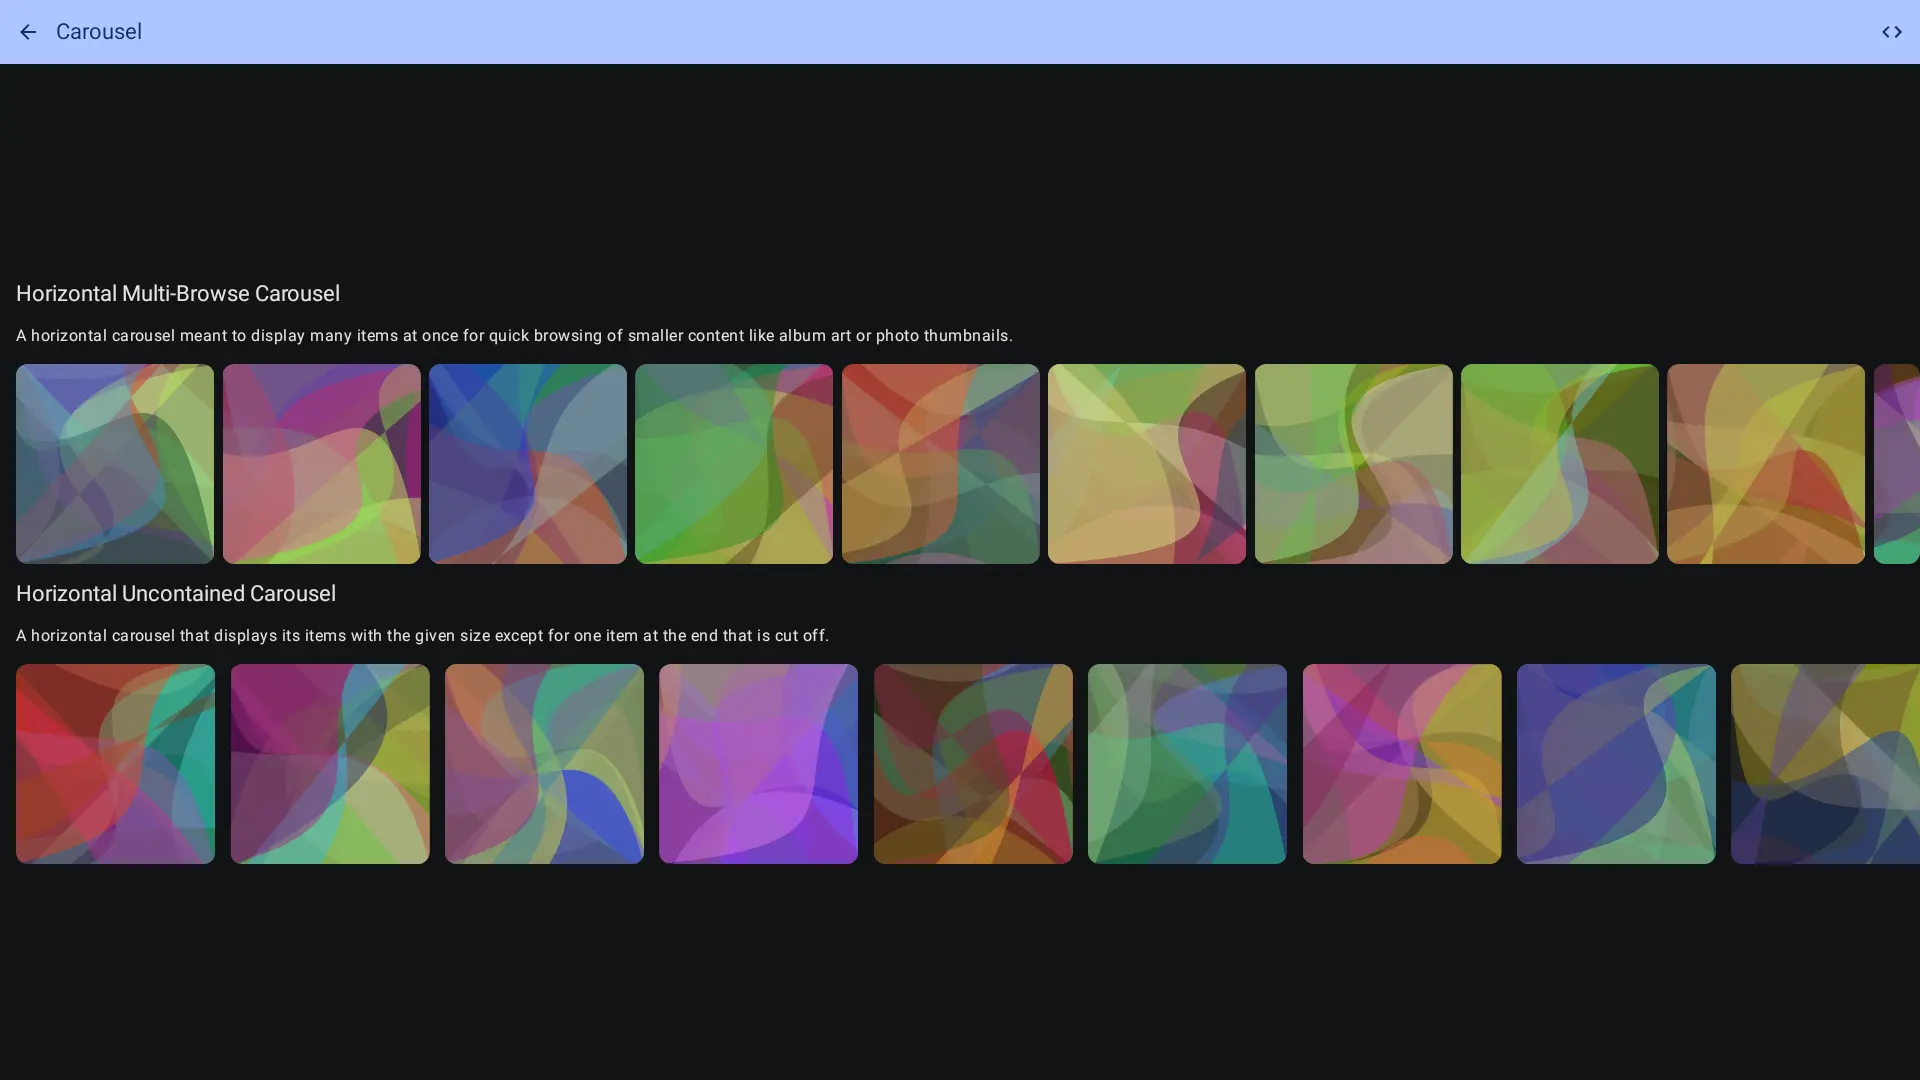 Carousel
Horizontal Multi-Browse Carousel
A horizontal carousel meant to display many items at once for quick browsing of smaller content like album art or photo thumbnails.
Horizontal Uncontained Carousel
A horizontal carousel that displays its items with the given size except for one item at the end that is cut off.